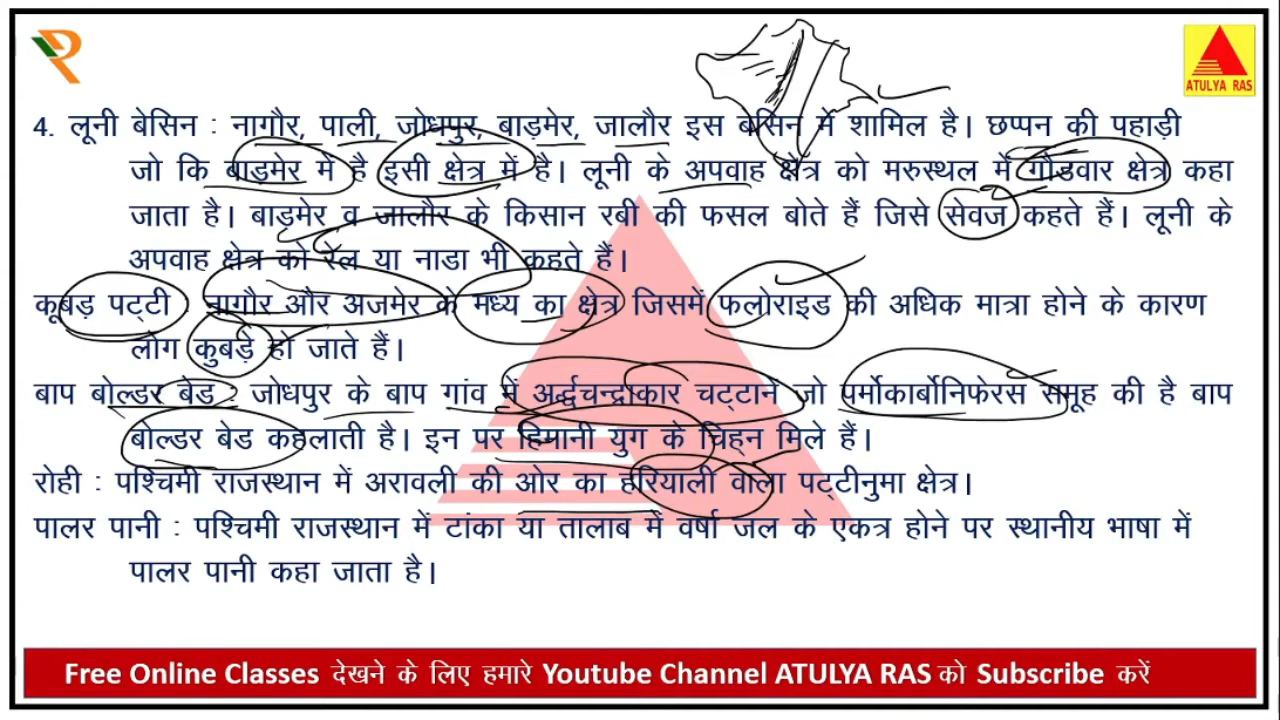 ATULYA RAS
4. लूनी बेसिन : नागौर, पाली, जोधपुर, बाड़मेर, जालौर इस बेसिन में शामिल है। छप्पन की पहाड़ी
जो कि बाड़मेर में है इसी क्षेत्र में है। लूनी के अपवाह क्षेत्र को मरुस्थल में गौडवार क्षेत्र कहा
जाता है। बाड़मेर व जालौर के किसान रबी की फसल बोते हैं जिसे सेवज कहते हैं। लूनी के
अपवाह क्षेत्र को रेल या नाडा भी कहते हैं।
कूबड़ पट्टी : नागौर और अजमेर के मध्य का क्षेत्र जिसमें फलोराइड की अधिक मात्रा होने के कारण
लोग कुबड़े हो जाते हैं।
बाप बोल्डर बेड : जोधपुर के बाप गांव में अर्द्धचन्द्राकार चट्टानें जो पर्मोकार्बोनिफेरस समूह की है बाप
बोल्डर बेड कहलाती है। इन पर हिमानी युग के चिह्न मिले हैं।
रोही : पश्चिमी राजस्थान में अरावली की ओर का हरियाली वाला पट्टीनुमा क्षेत्र।
पालर पानी : पश्चिमी राजस्थान में टांका या तालाब में वर्षा जल के एकत्र होने पर स्थानीय भाषा में
पालर पानी कहा जाता है।
Free Online Classes देखने के लिए हमारे Youtube Channel ATULYA RAS को Subscribe करें